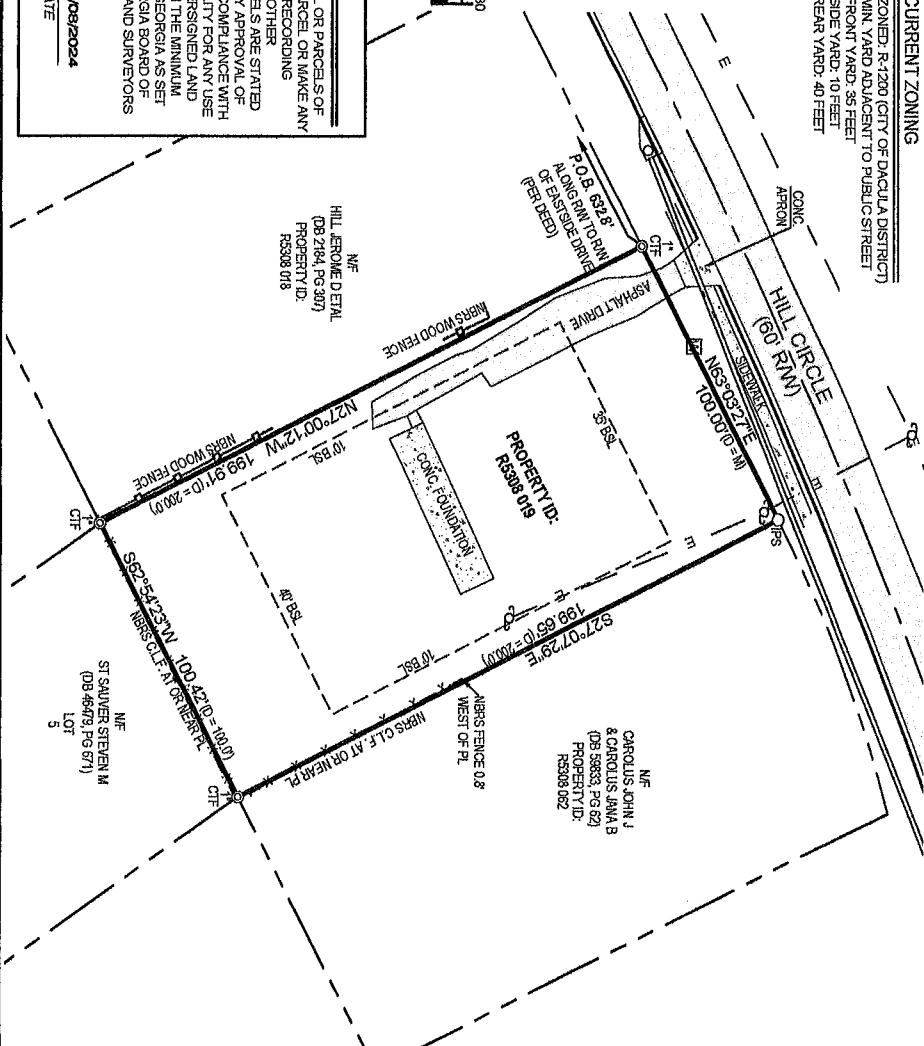 CURRENT ZONING
ZONED: R-1200 (CITY OF DACULA DISTRICT)
MIN. YARD ADJACENT TO PUBLIC STREET
FRONT YARD: 35 FEET
SIDE YARD: 10 FEET
REAR YARD: 40 FEET
CONC.
APRON
HILL CIRCLE
(60' R/W)
E
SIDEWALK
E
P.O.B. 632.8'
ALONG R/W TO R/W
OF EASTSIDE DRIVE
(PER DEED)
1"
CTF
N63°03'27"E
100.00' (D = M)
IPS
ASPHALT DRIVE
35' BSL
E
E
NBRS WOOD FENCE
PROPERTY ID:
R5308 019
CONC. FOUNDATION
10' BSL
N27°00'12"W
199.91' (D = 200.0')
NBRS WOOD FENCE
S27°07'29"E
199.65' (D = 200.0')
10' BSL
40' BSL
NBRS FENCE 0.8'
WEST OF PL
NBRS C.L.F. AT OR NEAR PL
1"
CTF
S62°54'23"W 100.42' (D = 100.0')
NBRS C.L.F. AT OR NEAR PL
1"
CTF
N/F
HILL JEROME D ETAL
(DB 2184, PG 307)
PROPERTY ID:
R5308 018
N/F
CAROLUS JOHN J
& CAROLUS JANA B
(DB 59833, PG 62)
PROPERTY ID:
R5308 062
N/F
ST SAUVER STEVEN M
(DB 46479, PG 671)
LOT
5
30
OR PARCELS OF
ARCEL OR MAKE ANY
RECORDING
OTHER
ELS ARE STATED
Y APPROVAL OF
COMPLIANCE WITH
LITY FOR ANY USE
ERSIGNED LAND
THE MINIMUM
GEORGIA AS SET
GIA BOARD OF
AND SURVEYORS
/08/2024
ATE